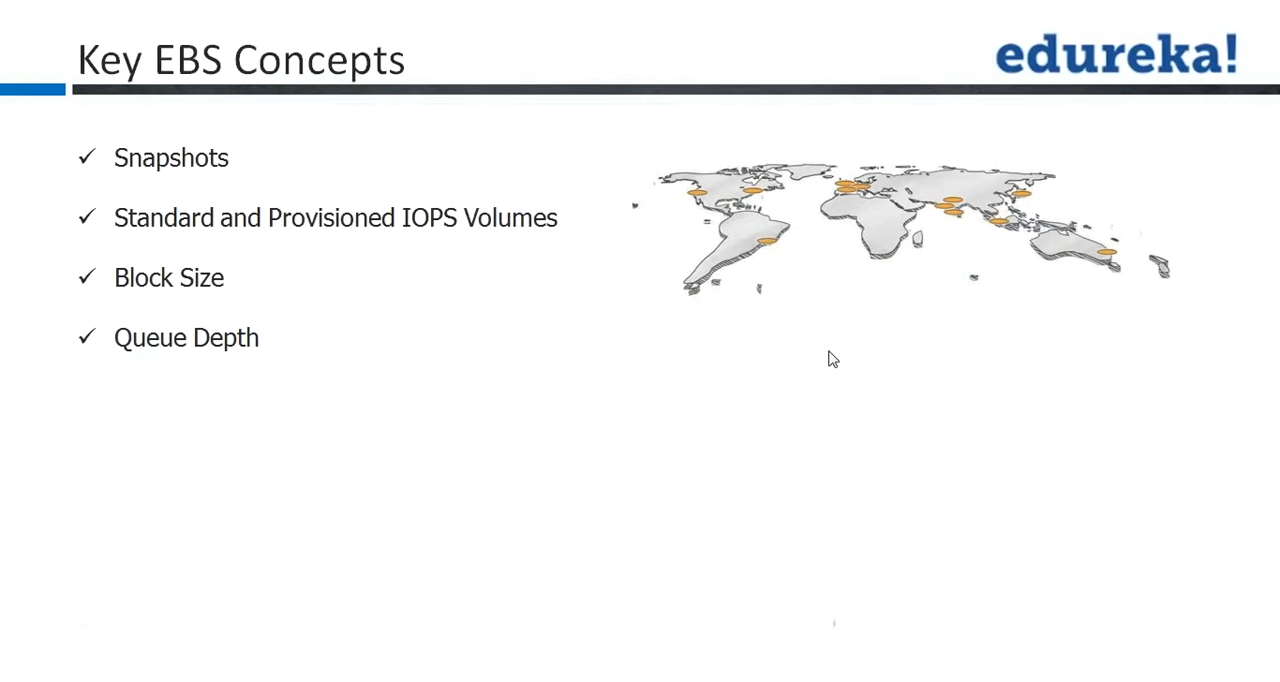 Key EBS Concepts
edureka!
Snapshots
Standard and Provisioned IOPS Volumes
Block Size
Queue Depth